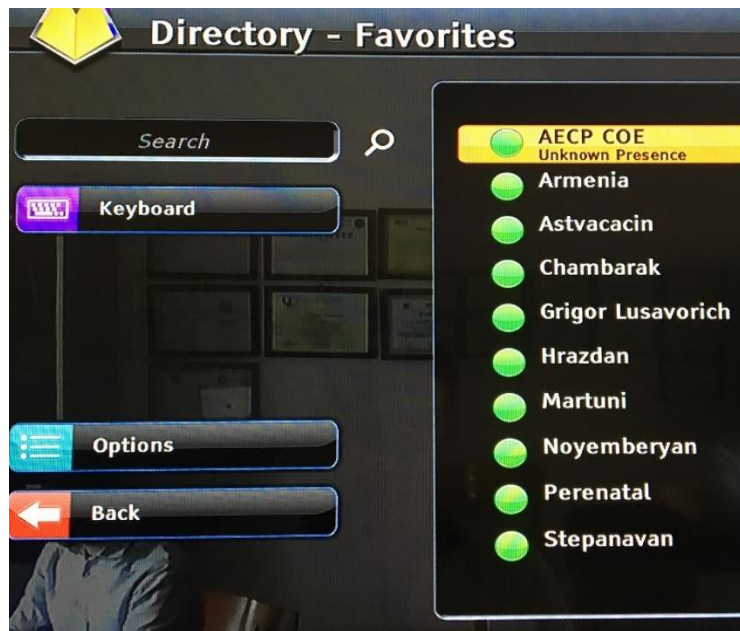 Directory - Favorites
Search
Keyboard
Options
Back
AECP COE
Unknown Presence
Armenia
Astvacacin
Chambarak
Grigor Lusavorich
Hrazdan
Martuni
Noyemberyan
Perenatal
Stepanavan